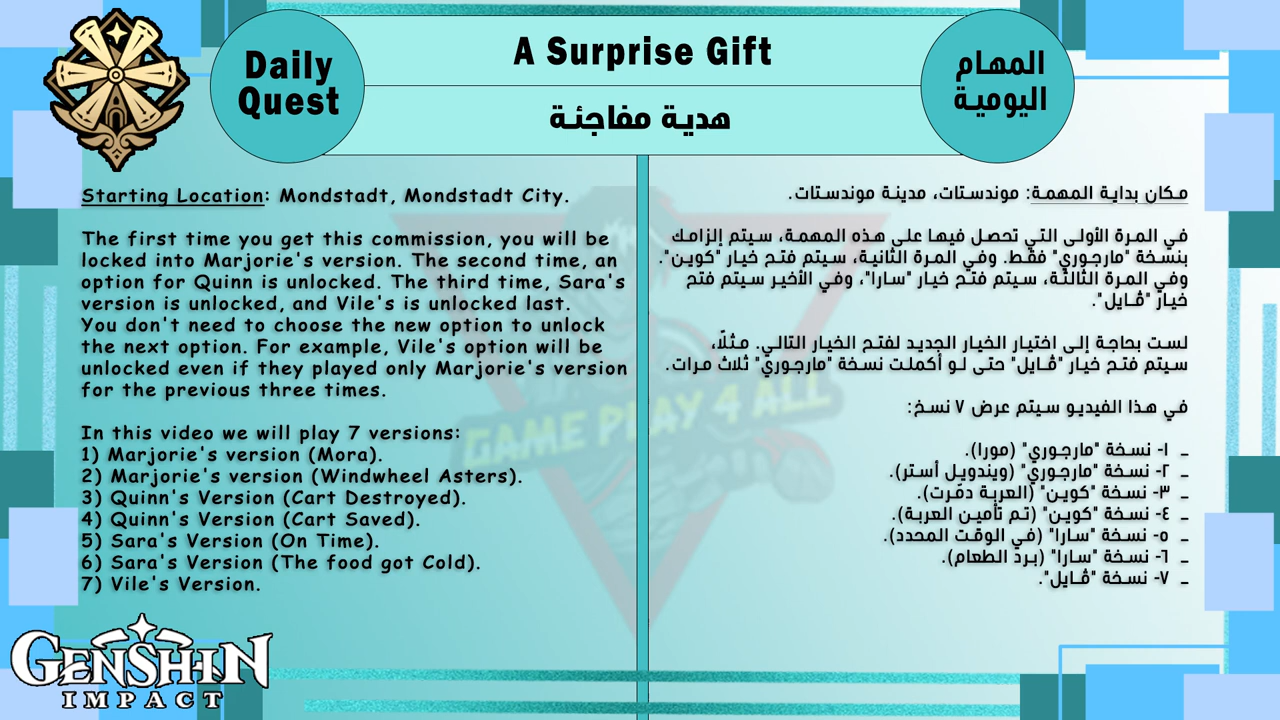 Daily
Quest
A Surprise Gift
هدية مفاجئة
المهام
اليومية
Starting Location: Mondstadt, Mondstadt City.
The first time you get this commission, you will be
locked into Marjorie's version. The second time, an
option for Quinn is unlocked. The third time, Sara's
version is unlocked, and Vile's is unlocked last.
You don't need to choose the new option to unlock
the next option. For example, Vile's option will be
unlocked even if they played only Marjorie's version
for the previous three times.
In this video we will play 7 versions:
1) Marjorie's version (Mora).
2) Marjorie's version (Windwheel Asters).
3) Quinn's Version (Cart Destroyed).
4) Quinn's Version (Cart Saved).
5) Sara's Version (On Time).
6) Sara's Version (The food got Cold).
7) Vile's Version.
مكان بداية المهمة: موندستات، مدينة موندستات.
في المرة الأولى التي تحصل فيها على هذه المهمة، سيتم إلزامك
بنسخة "مارجوري" فقط. وفي المرة الثانية، سيتم فتح خيار "كوين".
وفي المرة الثالثة، سيتم فتح خيار "سارا"، وفي الأخير سيتم فتح
خيار "ڤايل".
لست بحاجة إلى اختيار الخيار الجديد لفتح الخيار التالي. مثلًا،
سيتم فتح خيار "ڤايل" حتى لو أكملت نسخة "مارجوري" ثلاث مرات.
في هذا الفيديو سيتم عرض ٧ نسخ:
ـ ١- نسخة "مارجوري" (مورا).
ـ ٢- نسخة "مارجوري" (ويندويل أستر).
ـ ٣- نسخة "كوين" (العربة دمّرت).
ـ ٤- نسخة "كوين" (تم تأمين العربة).
ـ ٥- نسخة "سارا" (في الوقت المحدد).
ـ ٦- نسخة "سارا" (برد الطعام).
ـ ٧- نسخة "ڤايل".
GAME PLAY 4 ALL
GENSHIN
IMPACT